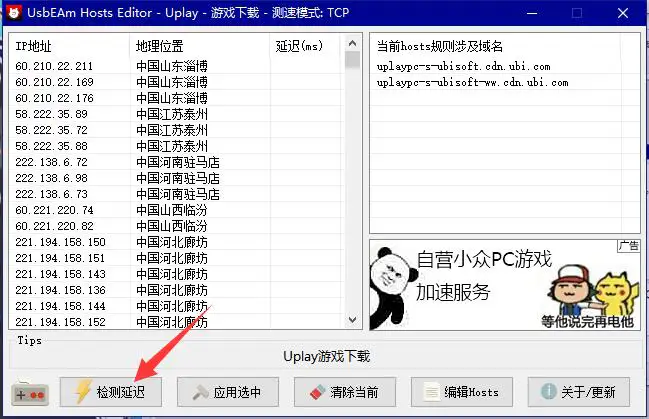 UsbEAm Hosts Editor - Uplay - 游戏下载 - 测速模式: TCP
IP地址 地理位置 延迟(ms)
60.210.22.211 中国山东淄博
60.210.22.169 中国山东淄博
60.210.22.176 中国山东淄博
58.222.35.89 中国江苏泰州
58.222.35.72 中国江苏泰州
58.222.35.88 中国江苏泰州
222.138.6.72 中国河南驻马店
222.138.6.98 中国河南驻马店
222.138.6.73 中国河南驻马店
60.221.220.74 中国山西临汾
60.221.220.82 中国山西临汾
221.194.158.150 中国河北廊坊
221.194.158.151 中国河北廊坊
221.194.158.143 中国河北廊坊
221.194.158.136 中国河北廊坊
221.194.158.144 中国河北廊坊
221.194.158.152 中国河北廊坊
当前hosts规则涉及域名
uplaypc-s-ubisoft.cdn.ubi.com
uplaypc-s-ubisoft-ww.cdn.ubi.com
广告
自营小众PC游戏
加速服务
等他说完再电他
Tips
Uplay游戏下载
检测延迟 应用选中 清除当前 编辑Hosts 关于/更新